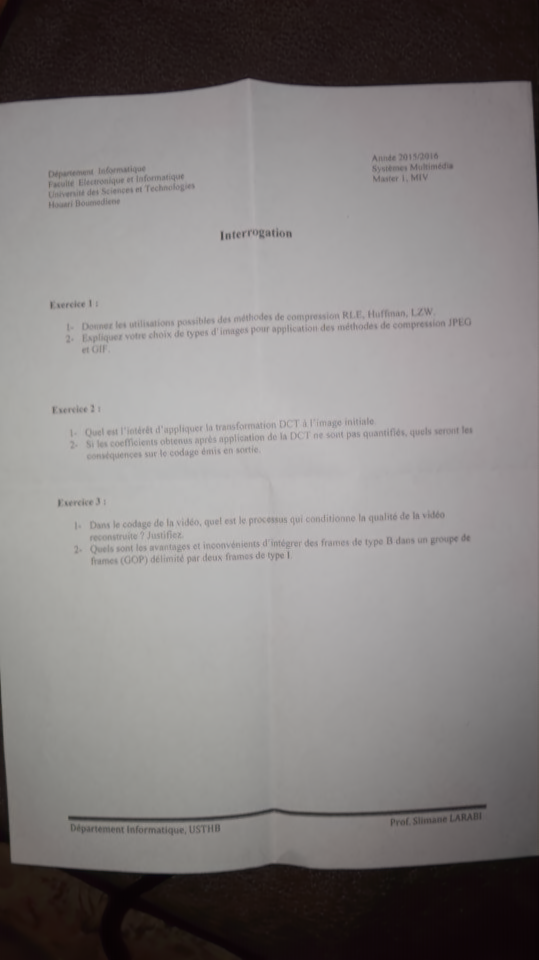 Département Informatique
Faculté Electronique et Informatique
Université des Sciences et Technologies
Houari Boumediene
Année 2015/2016
Systèmes Multimédia
Master 1, MIV
Interrogation
Exercice 1 :
1- Donnez les utilisations possibles des méthodes de compression RLE, Huffman, LZW.
2- Expliquez votre choix de types d'images pour application des méthodes de compression JPEG
et GIF.
Exercice 2 :
1- Quel est l'intérêt d'appliquer la transformation DCT à l'image initiale
2- Si les coefficients obtenus après application de la DCT ne sont pas quantifiés, quels seront les
conséquences sur le codage émis en sortie.
Exercice 3 :
1- Dans le codage de la vidéo, quel est le processus qui conditionne la qualité de la vidéo
reconstruite ? Justifiez.
2- Quels sont les avantages et inconvénients d'intégrer des frames de type B dans un groupe de
frames (GOP) délimité par deux frames de type I.
Département Informatique, USTHB
Prof. Slimane LARABI